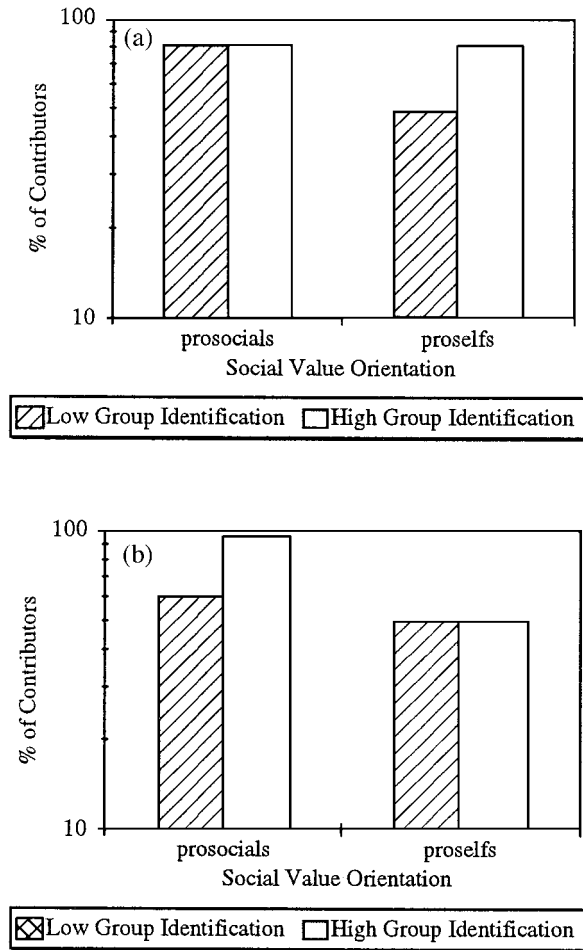 100
(a)
% of Contributors
10
prosocials proselfs
Social Value Orientation
Low Group Identification High Group Identification
100
(b)
% of Contributors
10
prosocials proselfs
Social Value Orientation
Low Group Identification High Group Identification